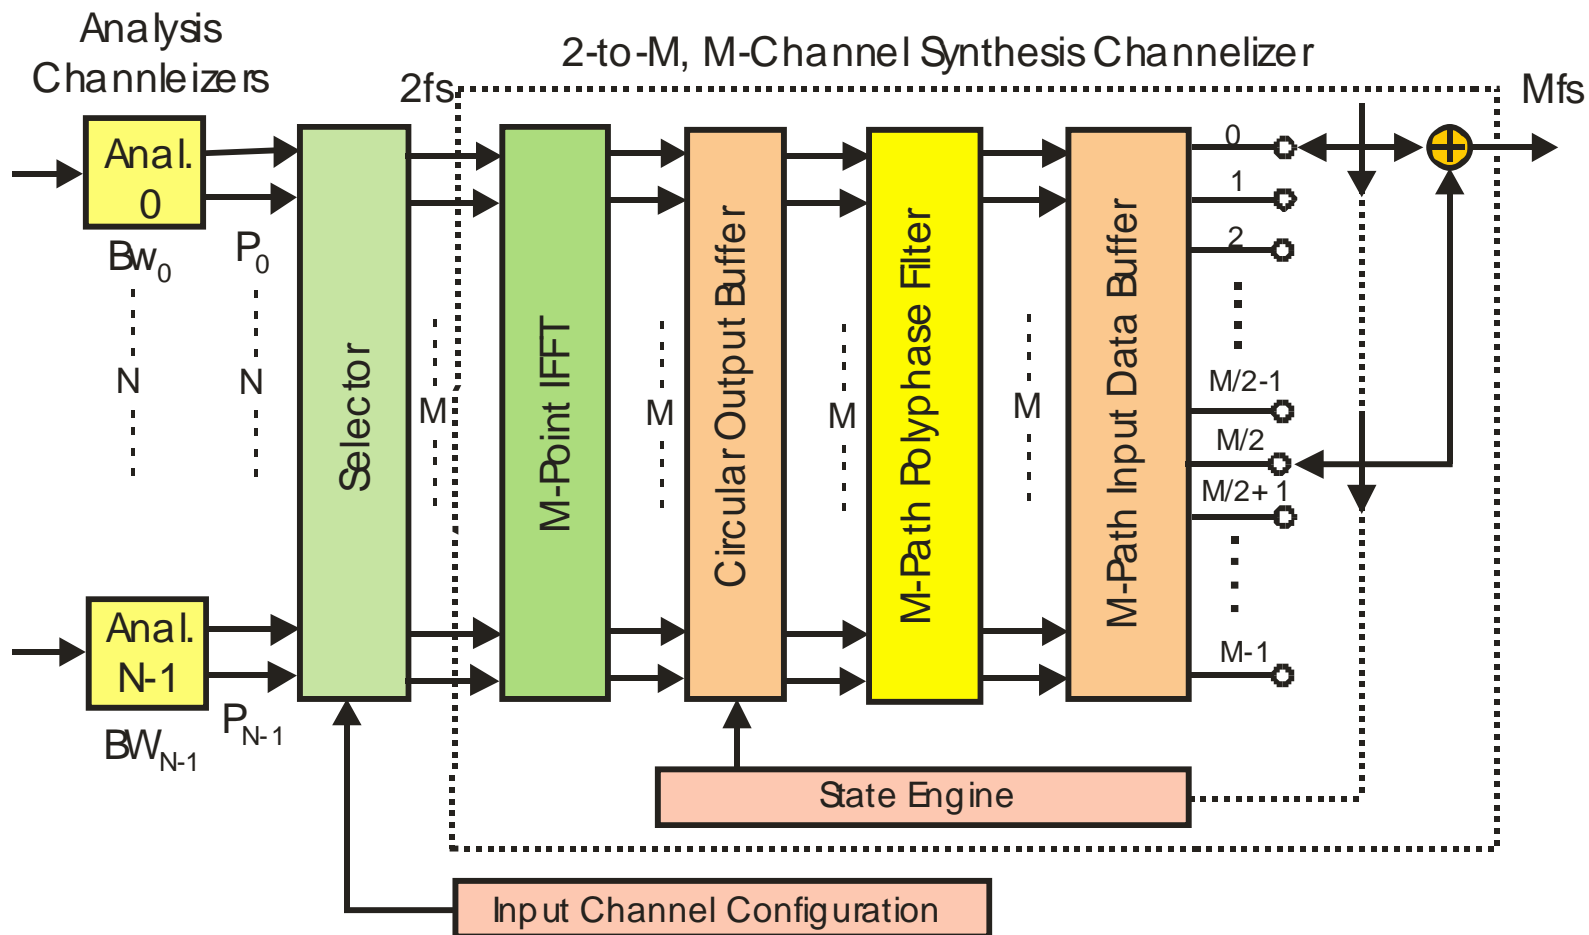 Analysis
Channleizers
2-to-M, M-Channel Synthesis Channelizer
2fs
Mfs
Anal.
0
Bw0
P0
N
N
Anal.
N-1
BWN-1
PN-1
Selector
M
M-Point IFFT
M
Circular Output Buffer
M
M-Path Polyphase Filter
M
M-Path Input Data Buffer
0
1
2
M/2-1
M/2
M/2+1
M-1
State Engine
Input Channel Configuration